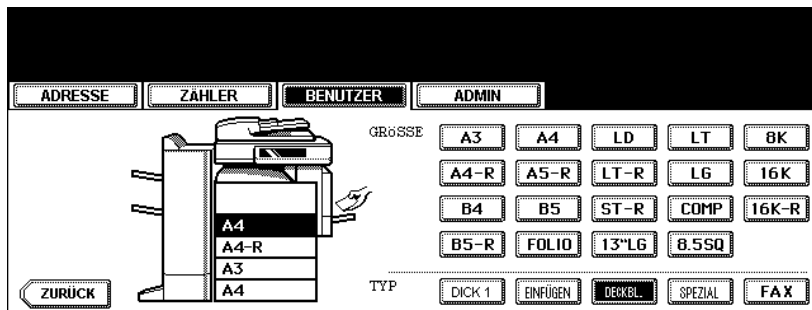 ADRESSE ZÄHLER BENUTZER ADMIN
GRÖSSE A3 A4 LD LT 8K
A4-R A5-R LT-R LG 16K
B4 B5 ST-R COMP 16K-R
B5-R FOLIO 13"LG 8.5SQ
A4
A4-R
A3
A4
TYP DICK 1 EINFÜGEN DECKBL. SPEZIAL FAX
ZURÜCK